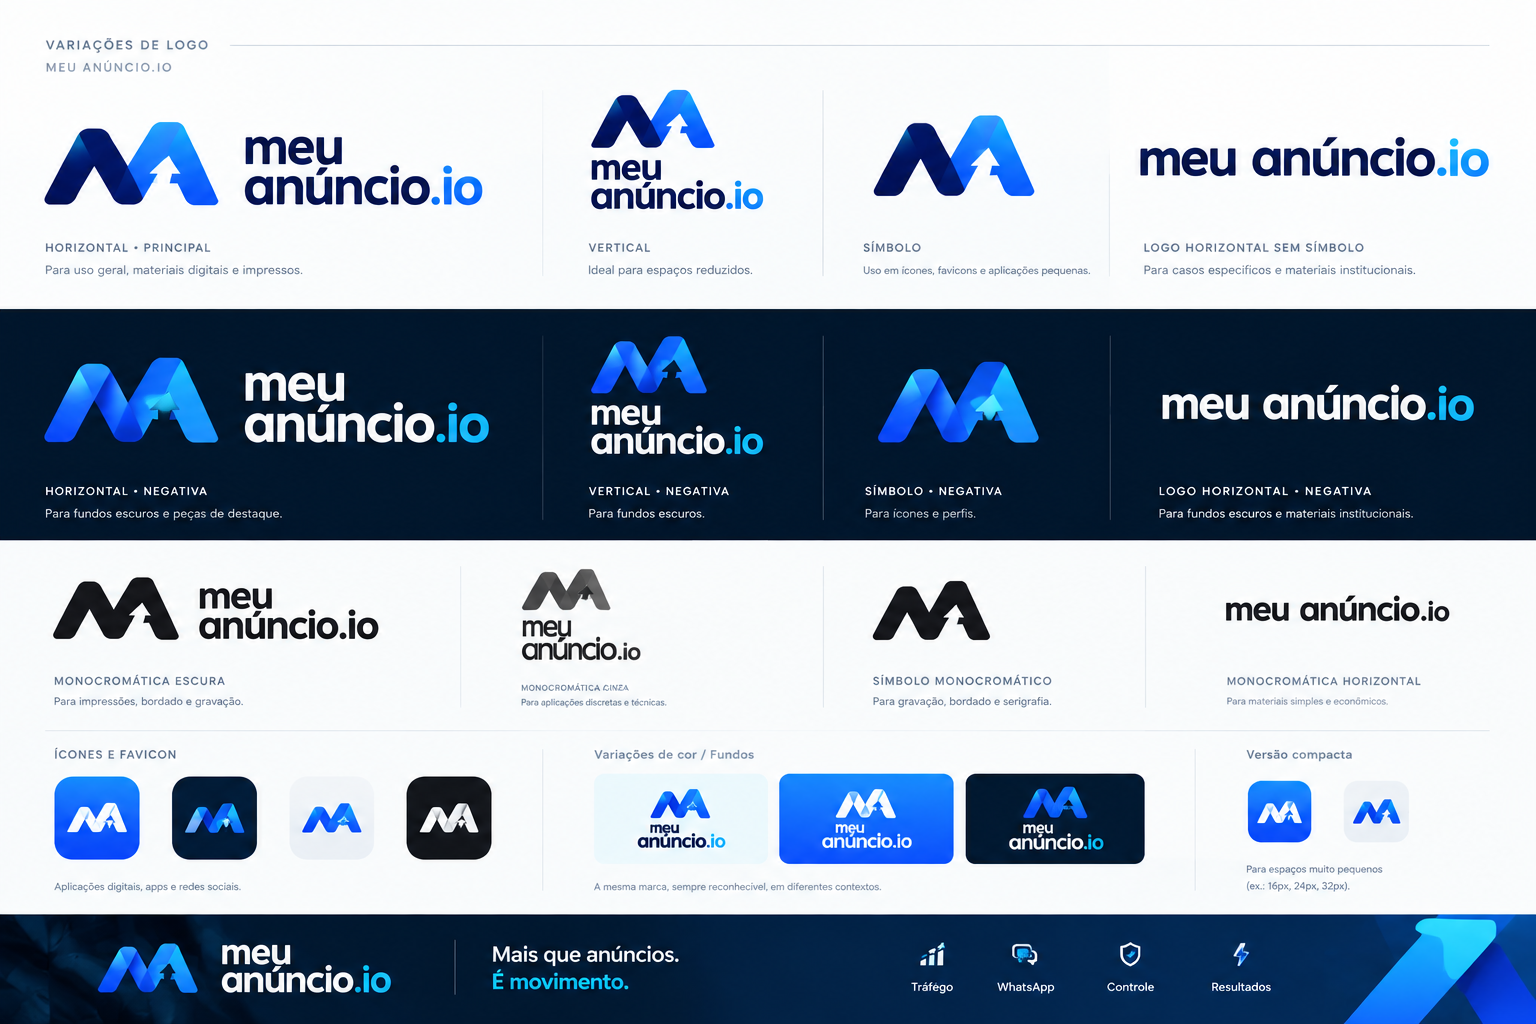 VARIAÇÕES DE LOGO
MEU ANÚNCIO.IO
meu
anúncio.io
HORIZONTAL • PRINCIPAL
Para uso geral, materiais digitais e impressos.
meu
anúncio.io
VERTICAL
Ideal para espaços reduzidos.
SÍMBOLO
Uso em ícones, favicons e aplicações pequenas.
meu anúncio.io
LOGO HORIZONTAL SEM SÍMBOLO
Para casos específicos e materiais institucionais.
meu
anúncio.io
HORIZONTAL • NEGATIVA
Para fundos escuros e peças de destaque.
meu
anúncio.io
VERTICAL • NEGATIVA
Para fundos escuros.
SÍMBOLO • NEGATIVA
Para ícones e perfis.
meu anúncio.io
LOGO HORIZONTAL • NEGATIVA
Para fundos escuros e materiais institucionais.
meu
anúncio.io
MONOCROMÁTICA ESCURA
Para impressões, bordado e gravação.
meu
anúncio.io
MONOCROMÁTICA CINZA
Para aplicações discretas e técnicas.
SÍMBOLO MONOCROMÁTICO
Para gravação, bordado e serigrafia.
meu anúncio.io
MONOCROMÁTICA HORIZONTAL
Para materiais simples e econômicos.
ÍCONES E FAVICON
Aplicações digitais, apps e redes sociais.
Variações de cor / Fundos
meu
anúncio.io
meu
anúncio.io
meu
anúncio.io
A mesma marca, sempre reconhecível, em diferentes contextos.
Versão compacta
Para espaços muito pequenos
(ex.: 16px, 24px, 32px).
meu
anúncio.io
Mais que anúncios.
É movimento.
Tráfego
WhatsApp
Controle
Resultados